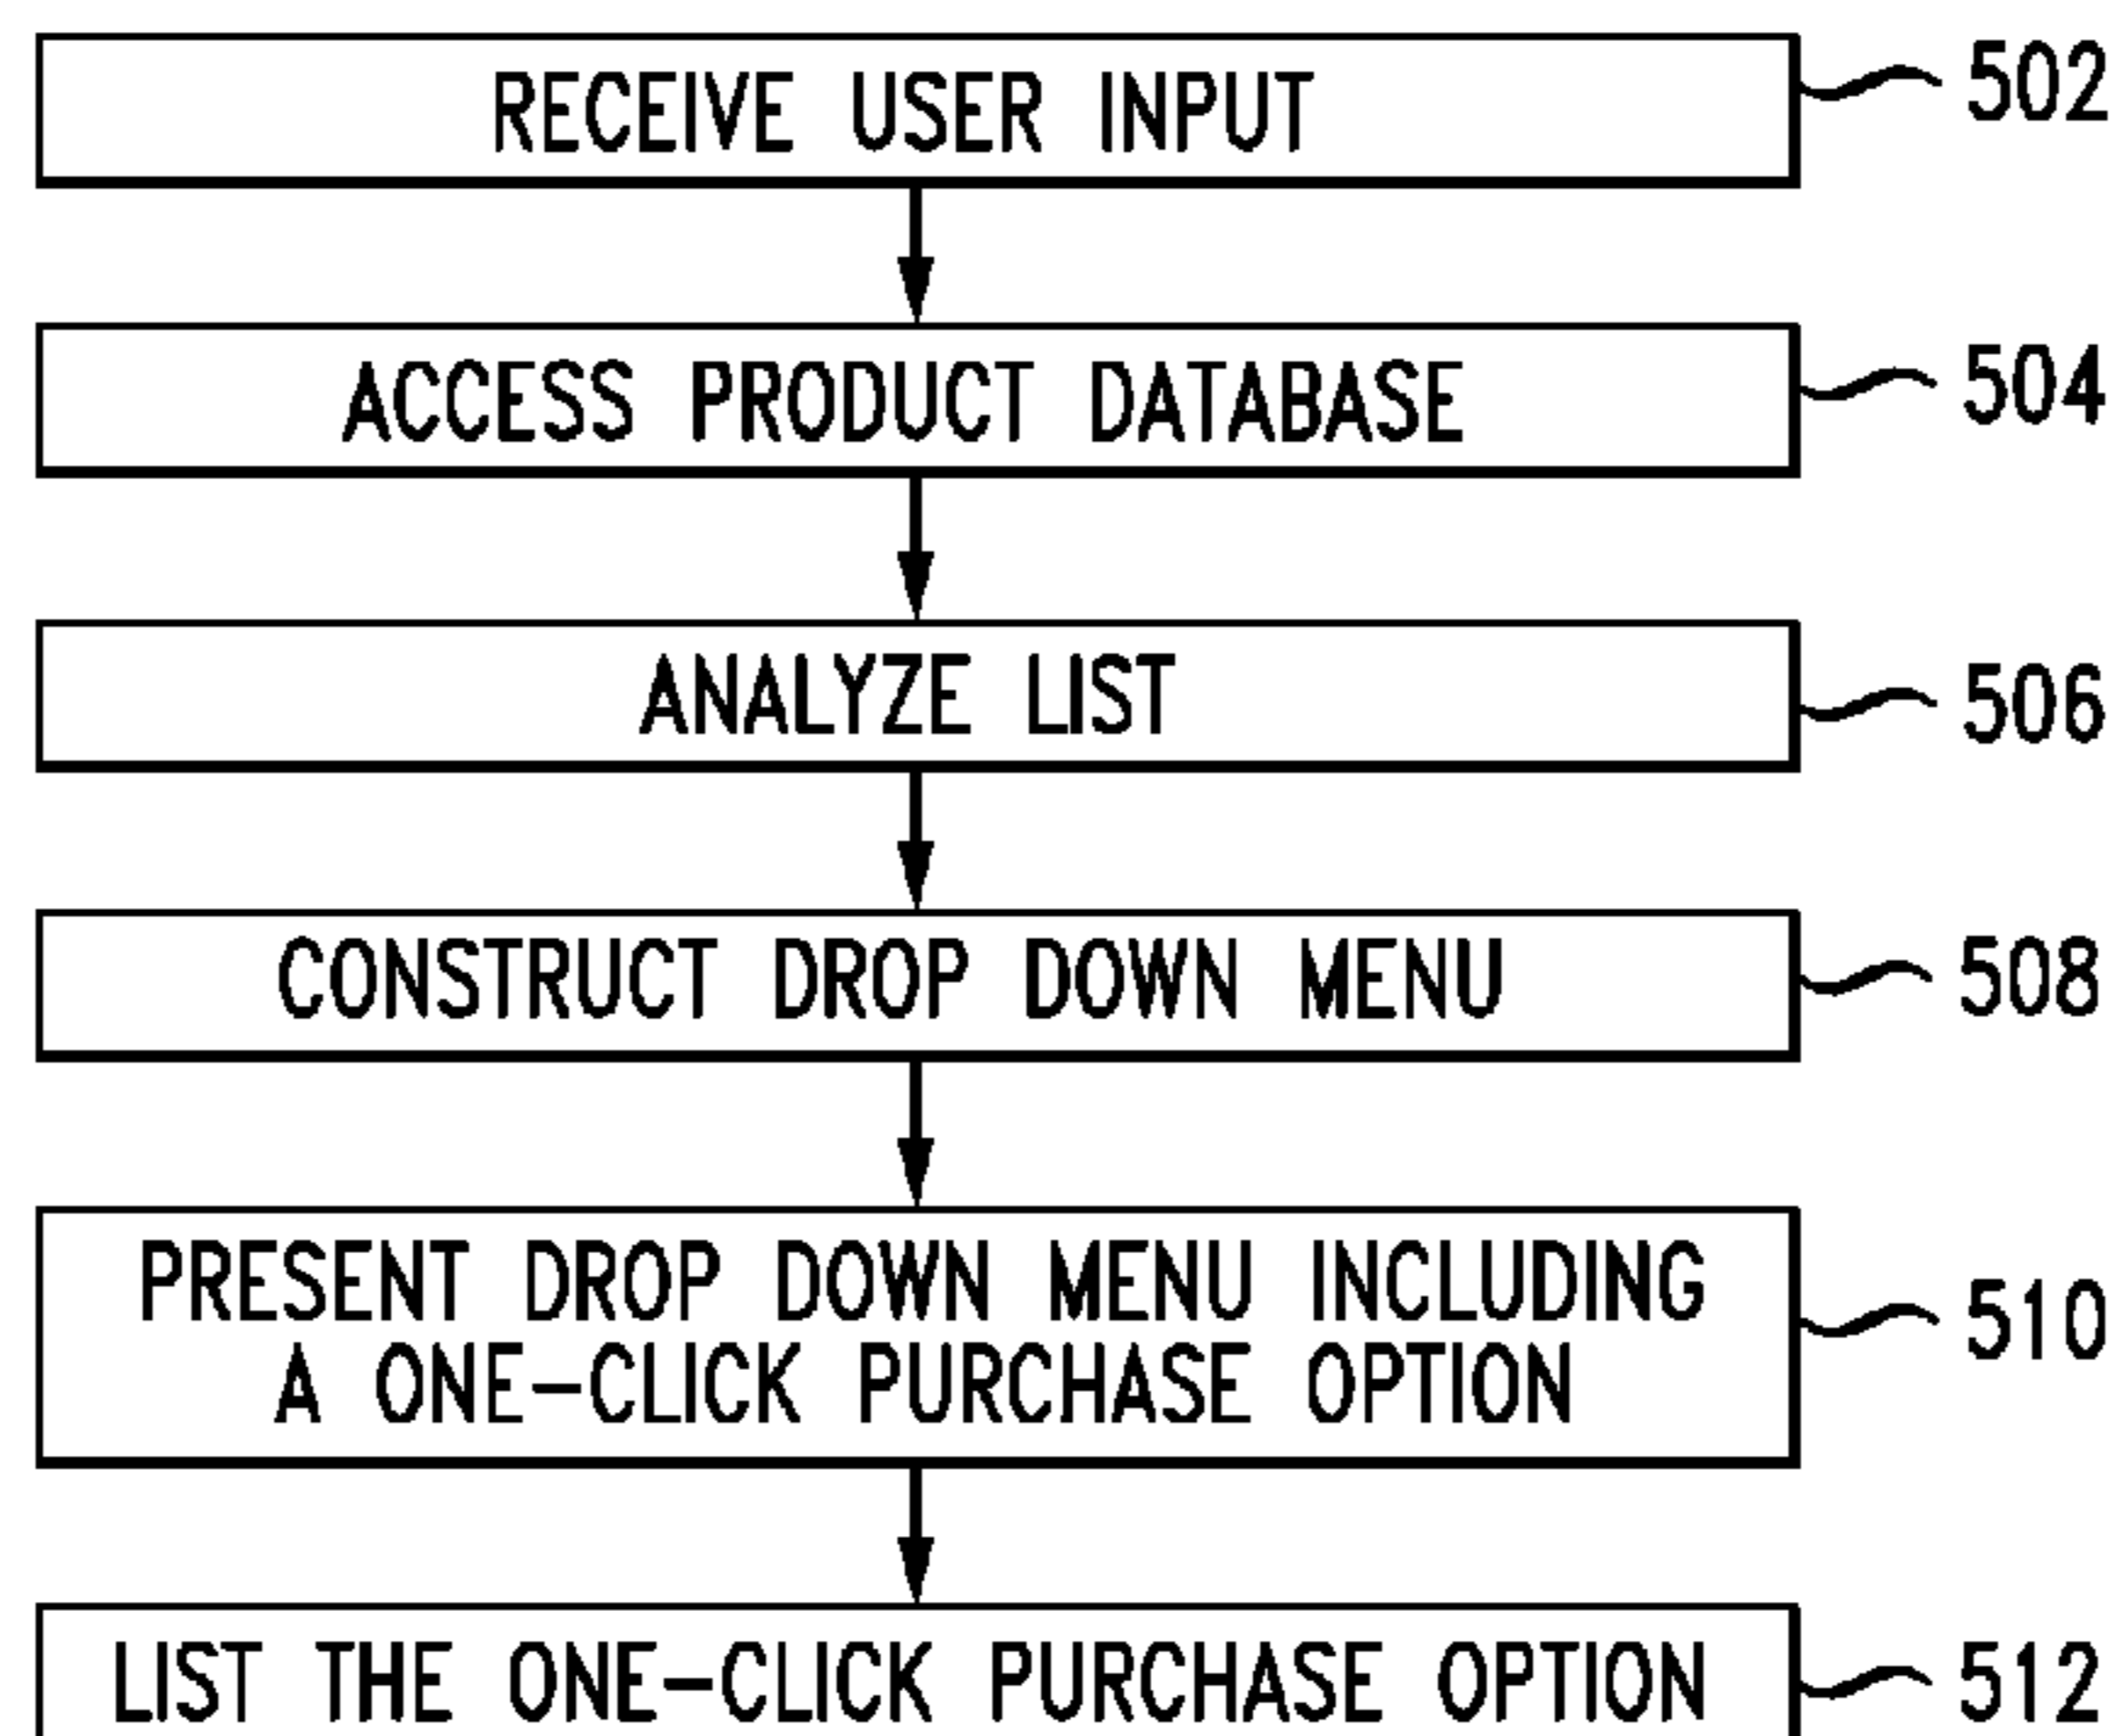 RECEIVE USER INPUT 502
ACCESS PRODUCT DATABASE 504
ANALYZE LIST 506
CONSTRUCT DROP DOWN MENU 508
PRESENT DROP DOWN MENU INCLUDING
A ONE-CLICK PURCHASE OPTION 510
LIST THE ONE-CLICK PURCHASE OPTION 512